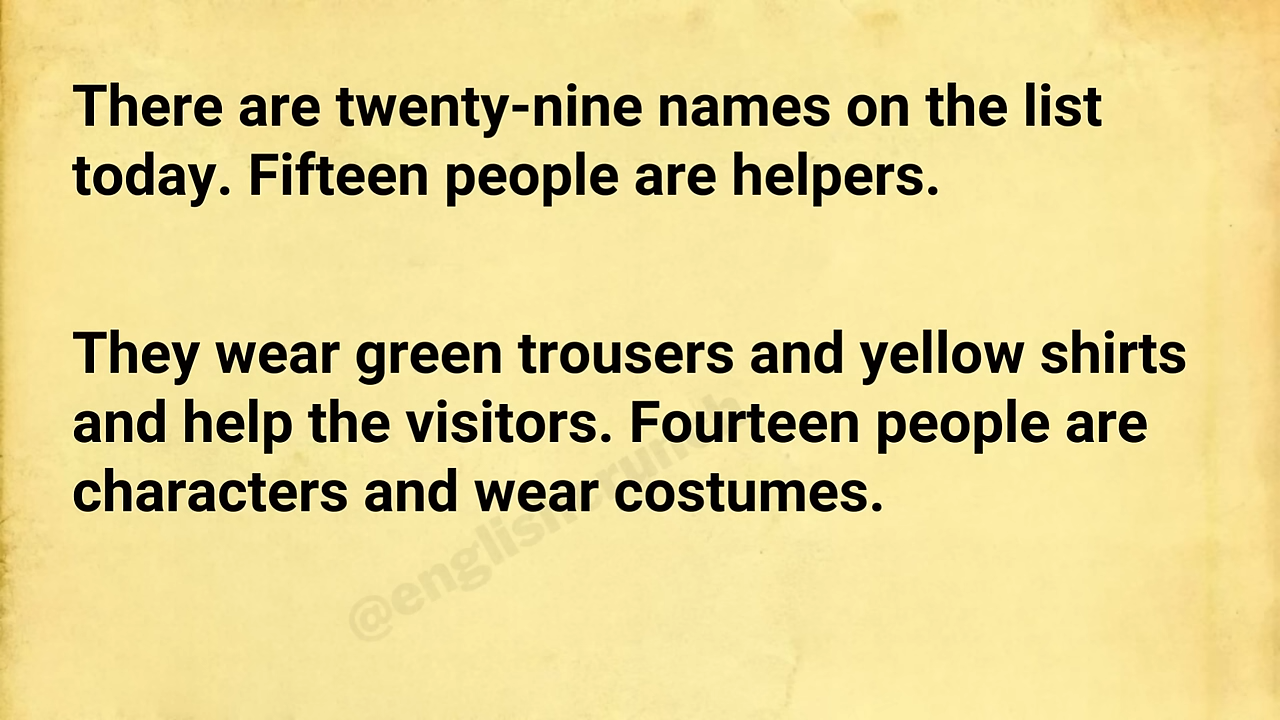 There are twenty-nine names on the list
today. Fifteen people are helpers.
They wear green trousers and yellow shirts
and help the visitors. Fourteen people are
characters and wear costumes.